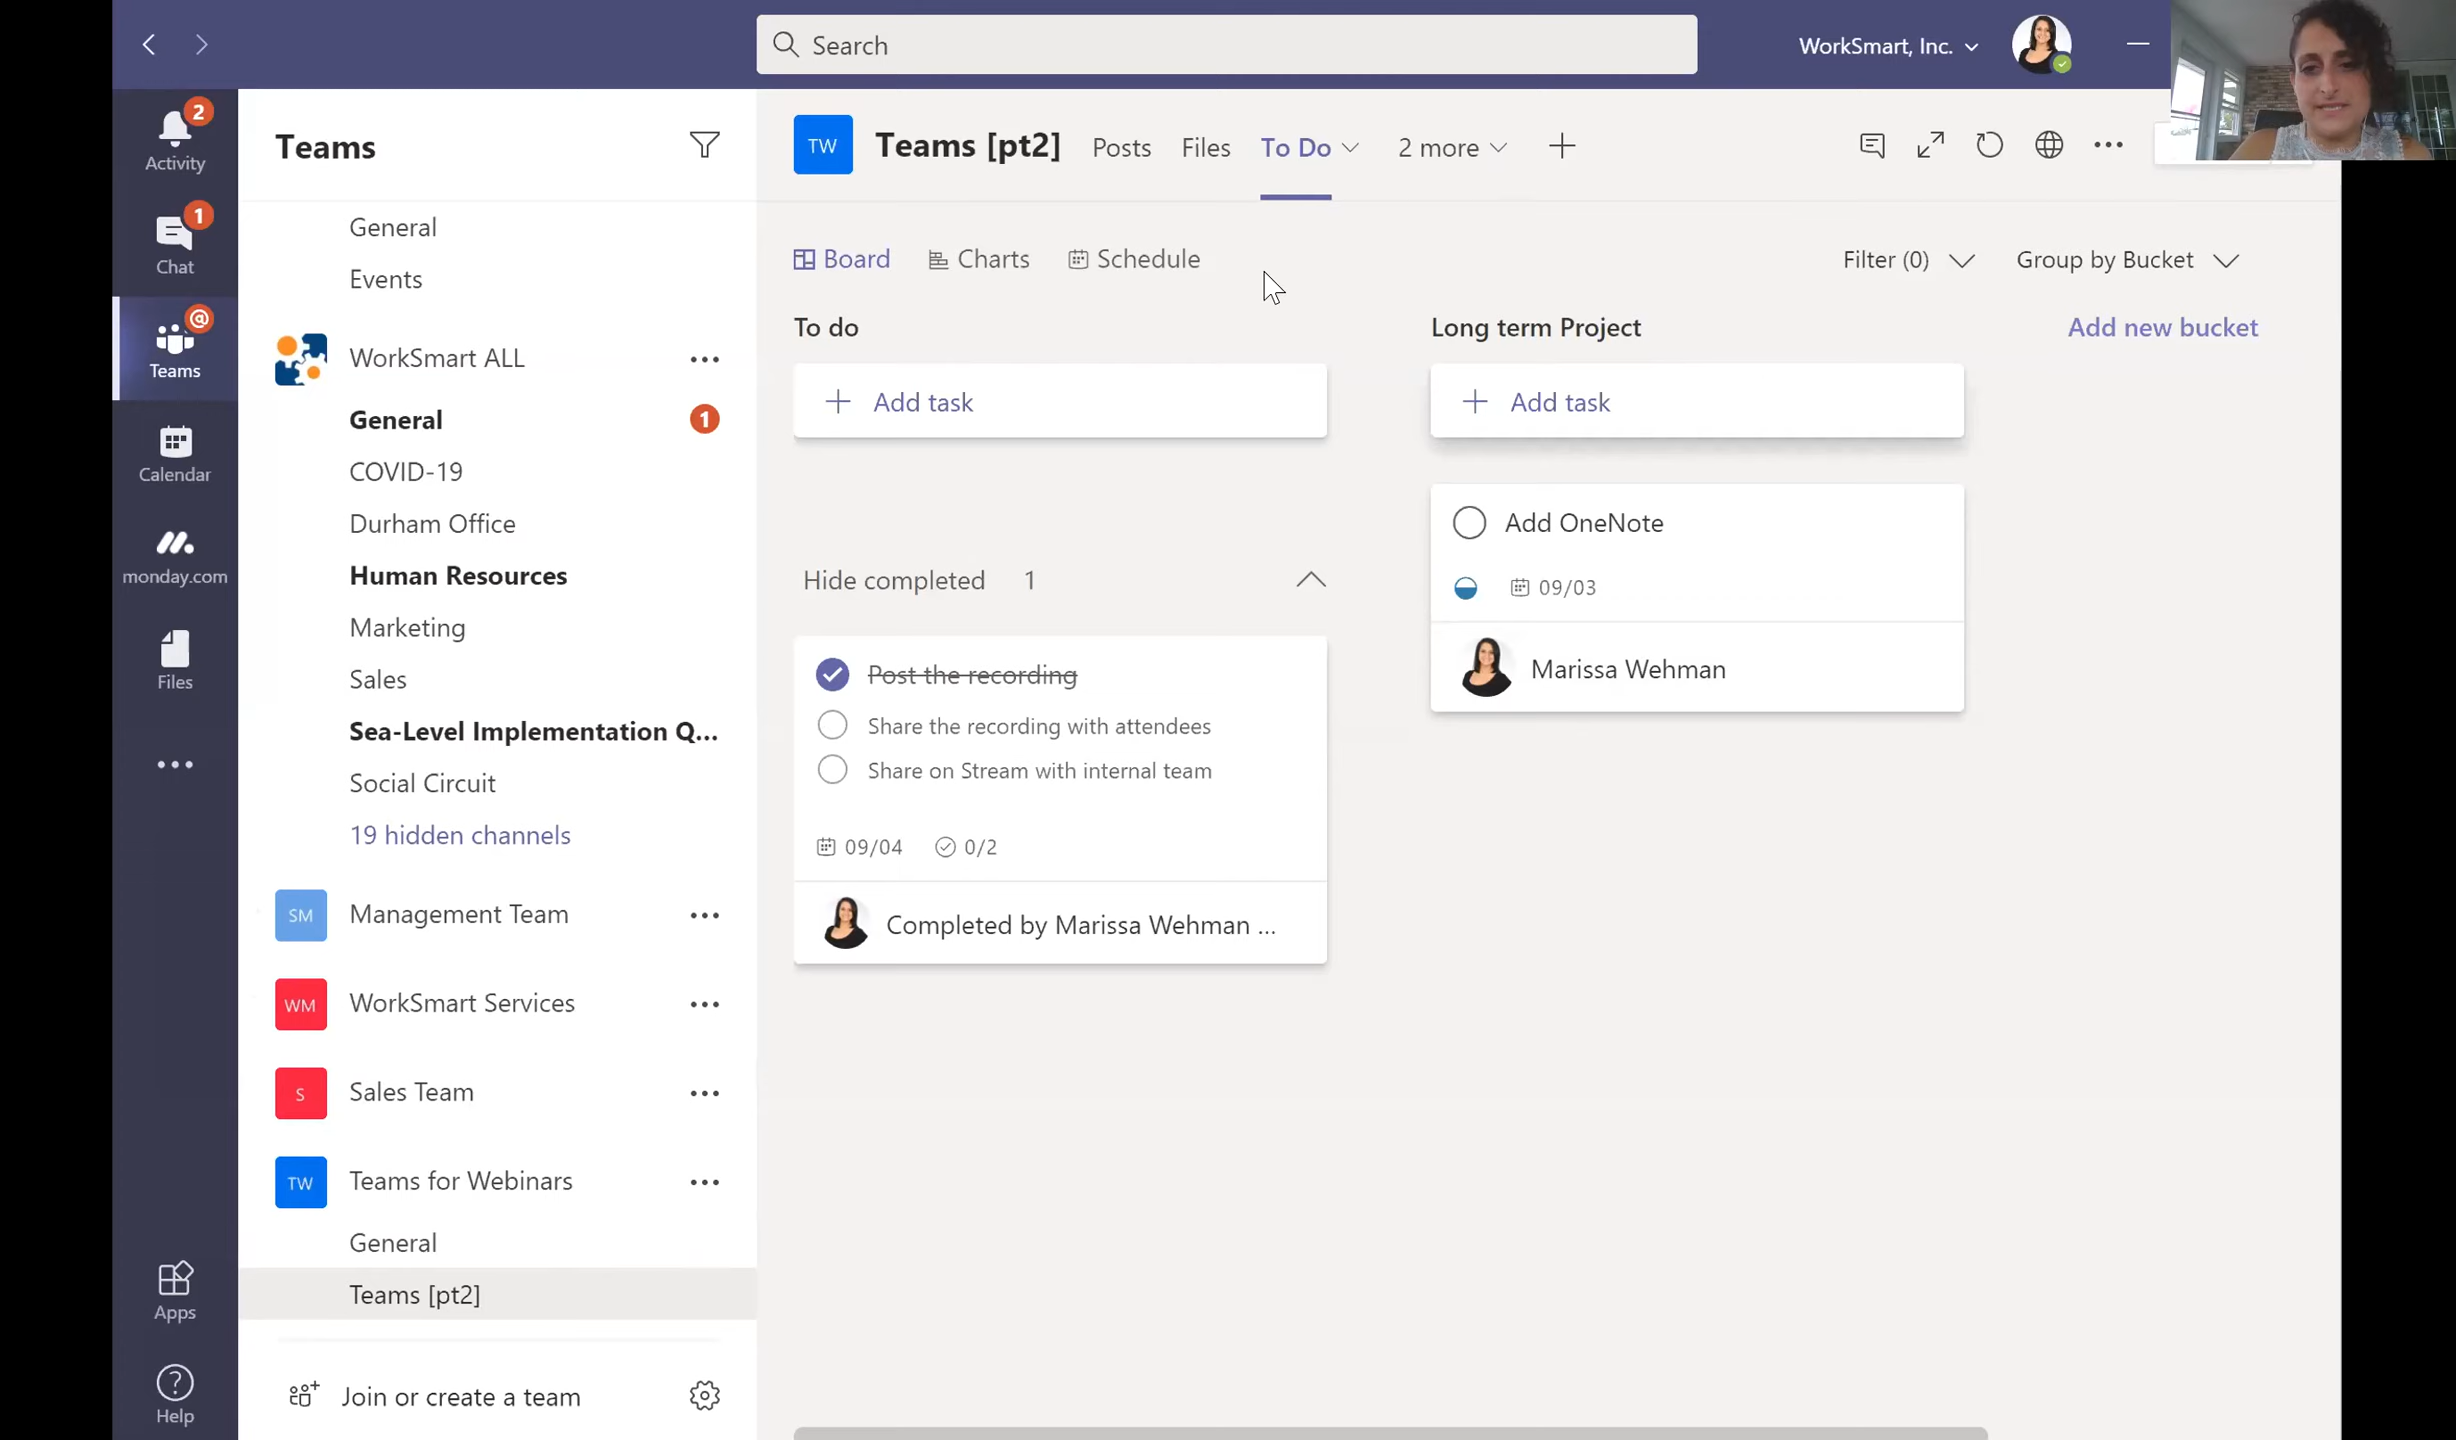 Search
WorkSmart, Inc.
2
Activity
1
Chat
@
Teams
Calendar
monday.com
Files
Apps
Help
Teams
General
Events
WorkSmart ALL
General 1
COVID-19
Durham Office
Human Resources
Marketing
Sales
Sea-Level Implementation Q...
Social Circuit
19 hidden channels
SM Management Team
WM WorkSmart Services
S Sales Team
TW Teams for Webinars
General
Teams [pt2]
Join or create a team
TW Teams [pt2] Posts Files To Do 2 more
Board Charts Schedule Filter (0) Group by Bucket
To do
Add task
Hide completed 1
Post the recording
Share the recording with attendees
Share on Stream with internal team
09/04 0/2
Completed by Marissa Wehman ...
Long term Project
Add task
Add OneNote
09/03
Marissa Wehman
Add new bucket